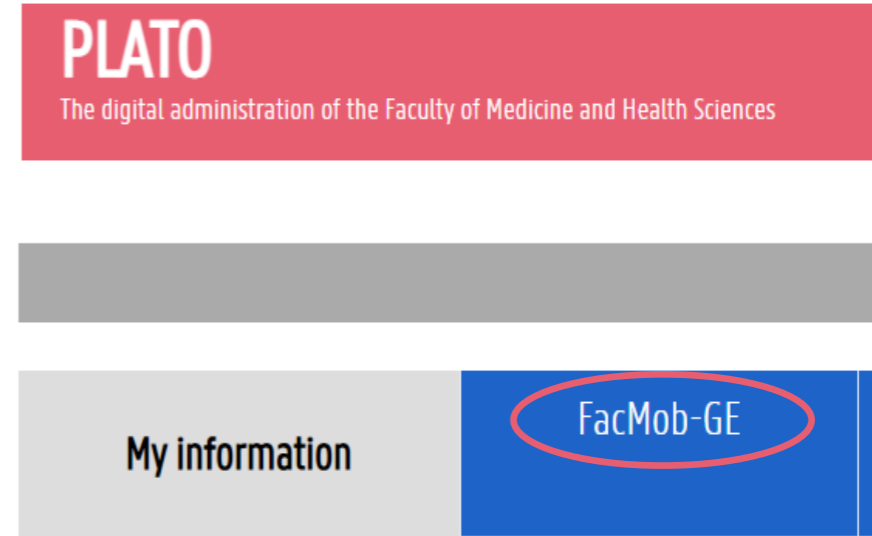 PLATO
The digital administration of the Faculty of Medicine and Health Sciences
My information
FacMob-GE